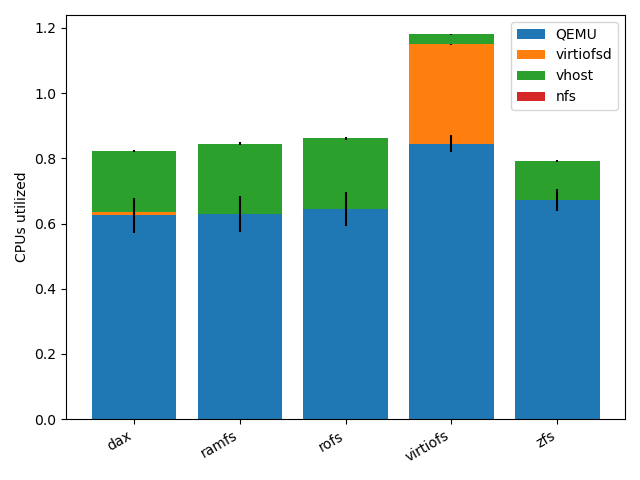 1.2
1.0
0.8
0.6
0.4
0.2
0.0
CPUs utilized
QEMU
virtiofsd
vhost
nfs
dax
ramfs
rofs
virtiofs
zfs